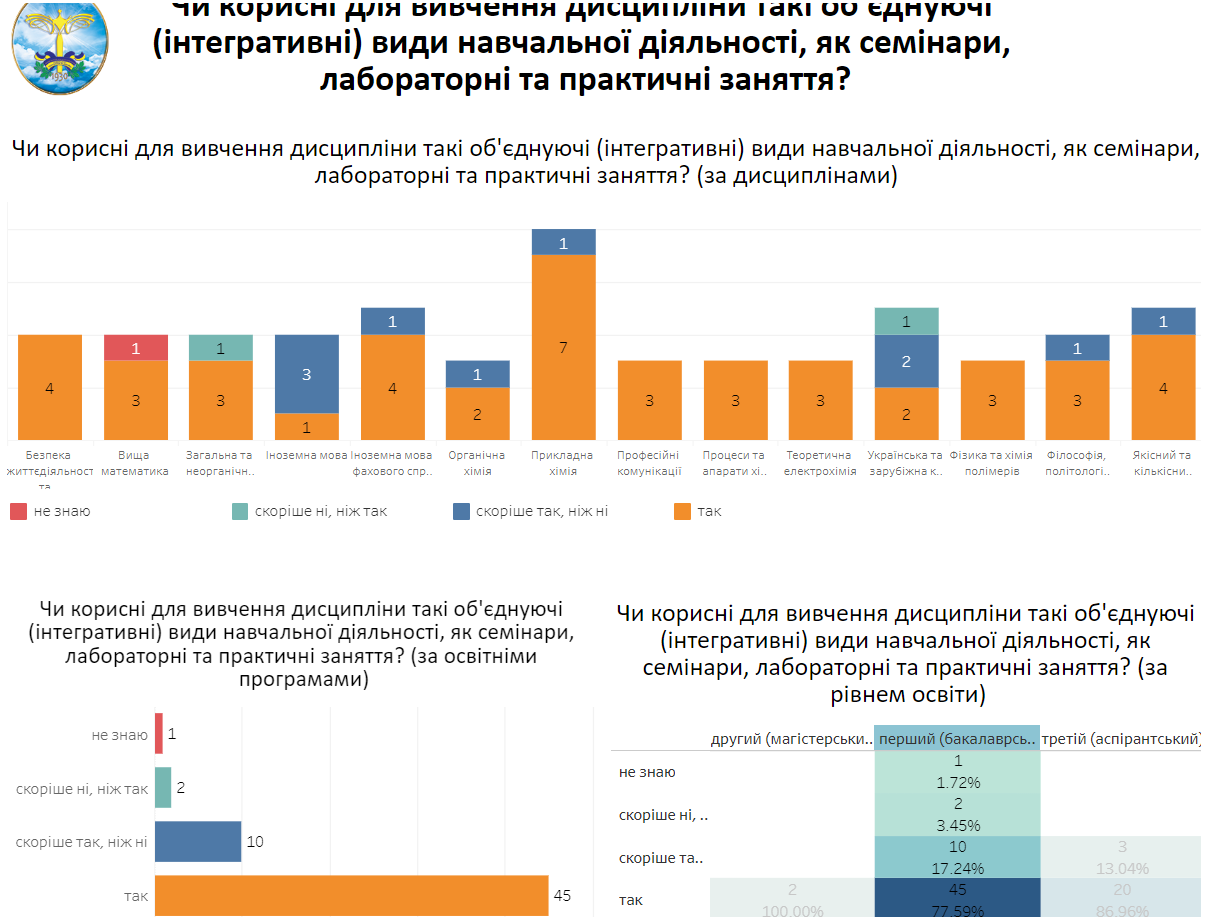 Чи корисні для вивчення дисципліни такі об'єднуючі
(інтегративні) види навчальної діяльності, як семінари,
лабораторні та практичні заняття?
1930
Чи корисні для вивчення дисципліни такі об'єднуючі (інтегративні) види навчальної діяльності, як семінари,
лабораторні та практичні заняття? (за дисциплінами)
1
1 1
1 1 3 1 1 7 1 2 1 1
4 3 3 1 4 2 3 3 3 2 3 3 4
Безпека Вища Загальна та Іноземна мова Іноземна мова Органічна Прикладна Професійні Процеси та Теоретична Українська та Фізика та хімія Філософія, Якісний та
життєдіяльност математика неорганічн.. фахового спр.. хімія хімія комунікації апарати хі.. електрохімія зарубіжна к.. полімерів політологі.. кількісни..
та
не знаю скоріше ні, ніж так скоріше так, ніж ні так
Чи корисні для вивчення дисципліни такі об'єднуючі
(інтегративні) види навчальної діяльності, як семінари,
лабораторні та практичні заняття? (за освітніми
програмами)
не знаю 1
скоріше ні, ніж так 2
скоріше так, ніж ні 10
так 45
Чи корисні для вивчення дисципліни такі об'єднуючі
(інтегративні) види навчальної діяльності, як
семінари, лабораторні та практичні заняття? (за
рівнем освіти)
другий (магістерськи.. перший (бакалаврсь.. третій (аспірантський)
не знаю 1
1.72%
скоріше ні, .. 2
3.45%
скоріше та.. 10 3
17.24% 13.04%
так 2 45 20
100.00% 77.59% 86.96%